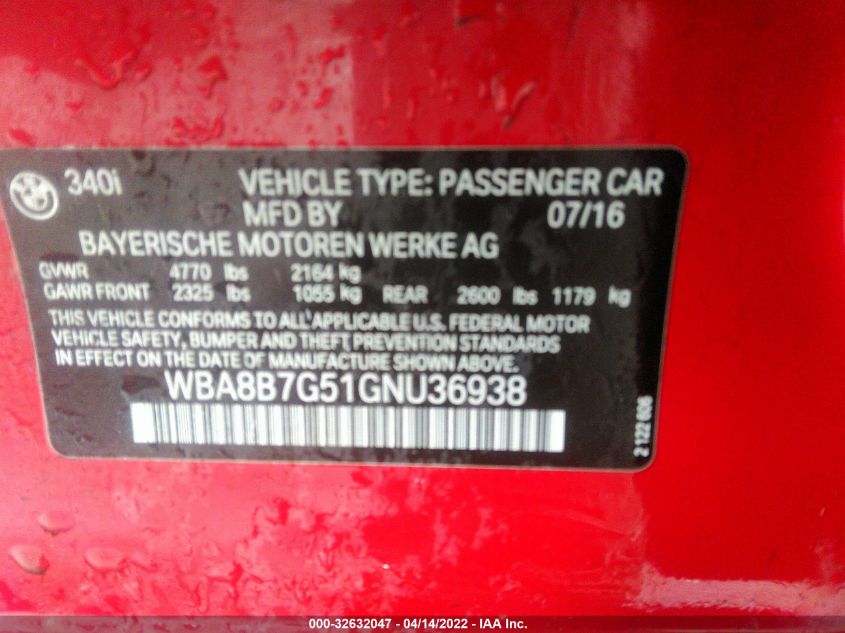 340i VEHICLE TYPE: PASSENGER CAR
MFD BY 07/16
BAYERISCHE MOTOREN WERKE AG
GVWR 4770 lbs 2164 kg
GAWR FRONT 2325 lbs 1055 kg REAR 2600 lbs 1179 kg
THIS VEHICLE CONFORMS TO ALL APPLICABLE U.S. FEDERAL MOTOR
VEHICLE SAFETY, BUMPER AND THEFT PREVENTION STANDARDS
IN EFFECT ON THE DATE OF MANUFACTURE SHOWN ABOVE.
WBA8B7G51GNU36938
2 122 606
000-32632047 - 04/14/2022 - IAA Inc.